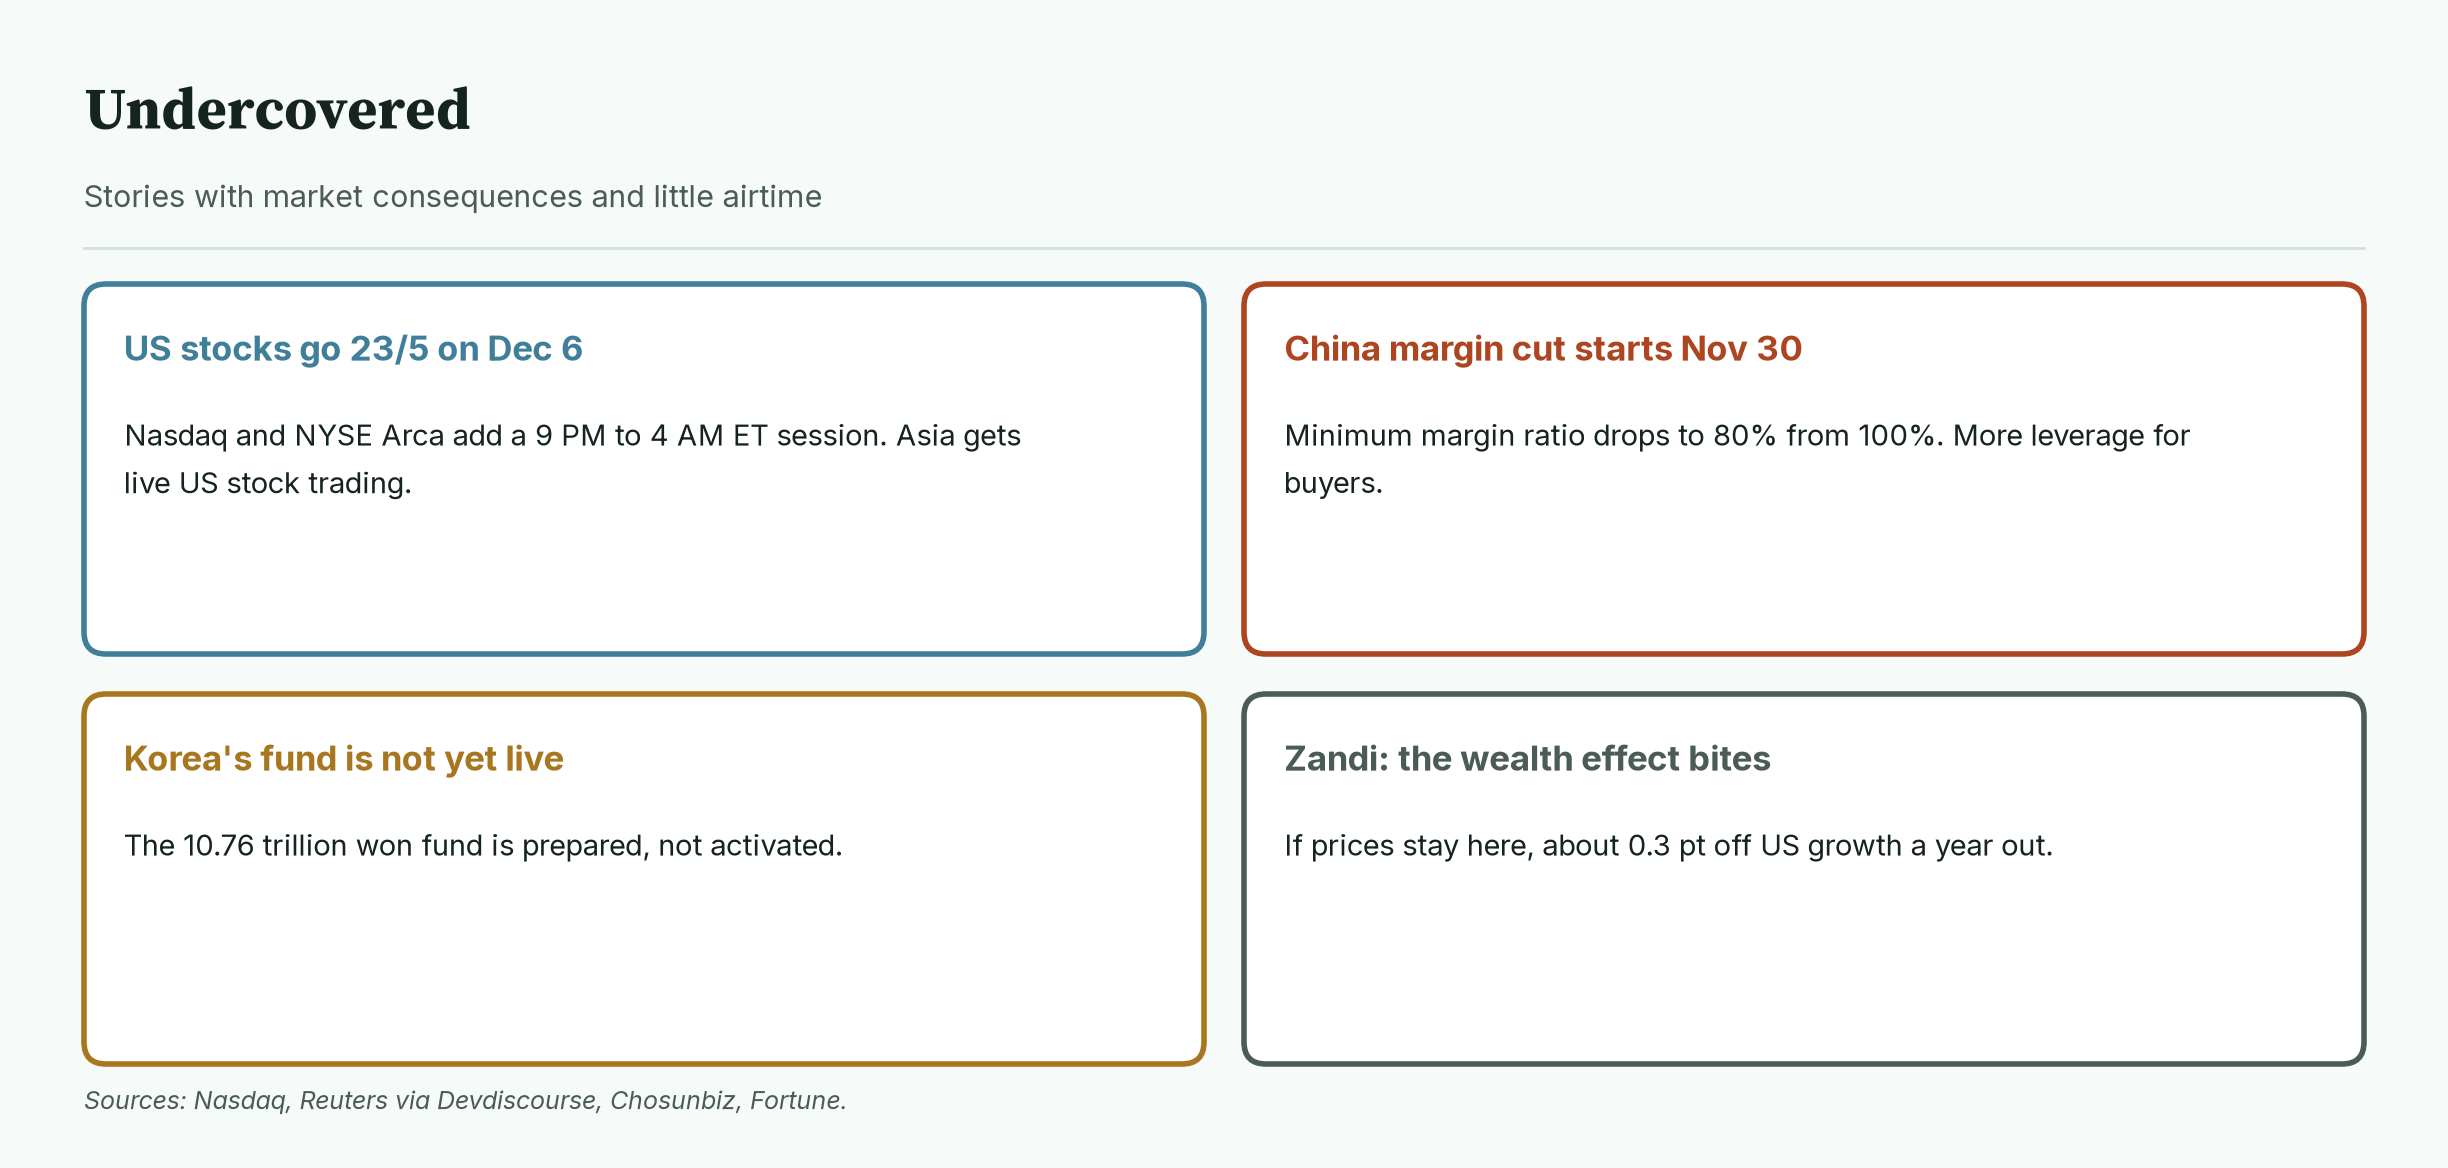 Undercovered
Stories with market consequences and little airtime
US stocks go 23/5 on Dec 6
Nasdaq and NYSE Arca add a 9 PM to 4 AM ET session. Asia gets
live US stock trading.
China margin cut starts Nov 30
Minimum margin ratio drops to 80% from 100%. More leverage for
buyers.
Korea's fund is not yet live
The 10.76 trillion won fund is prepared, not activated.
Zandi: the wealth effect bites
If prices stay here, about 0.3 pt off US growth a year out.
Sources: Nasdaq, Reuters via Devdiscourse, Chosunbiz, Fortune.